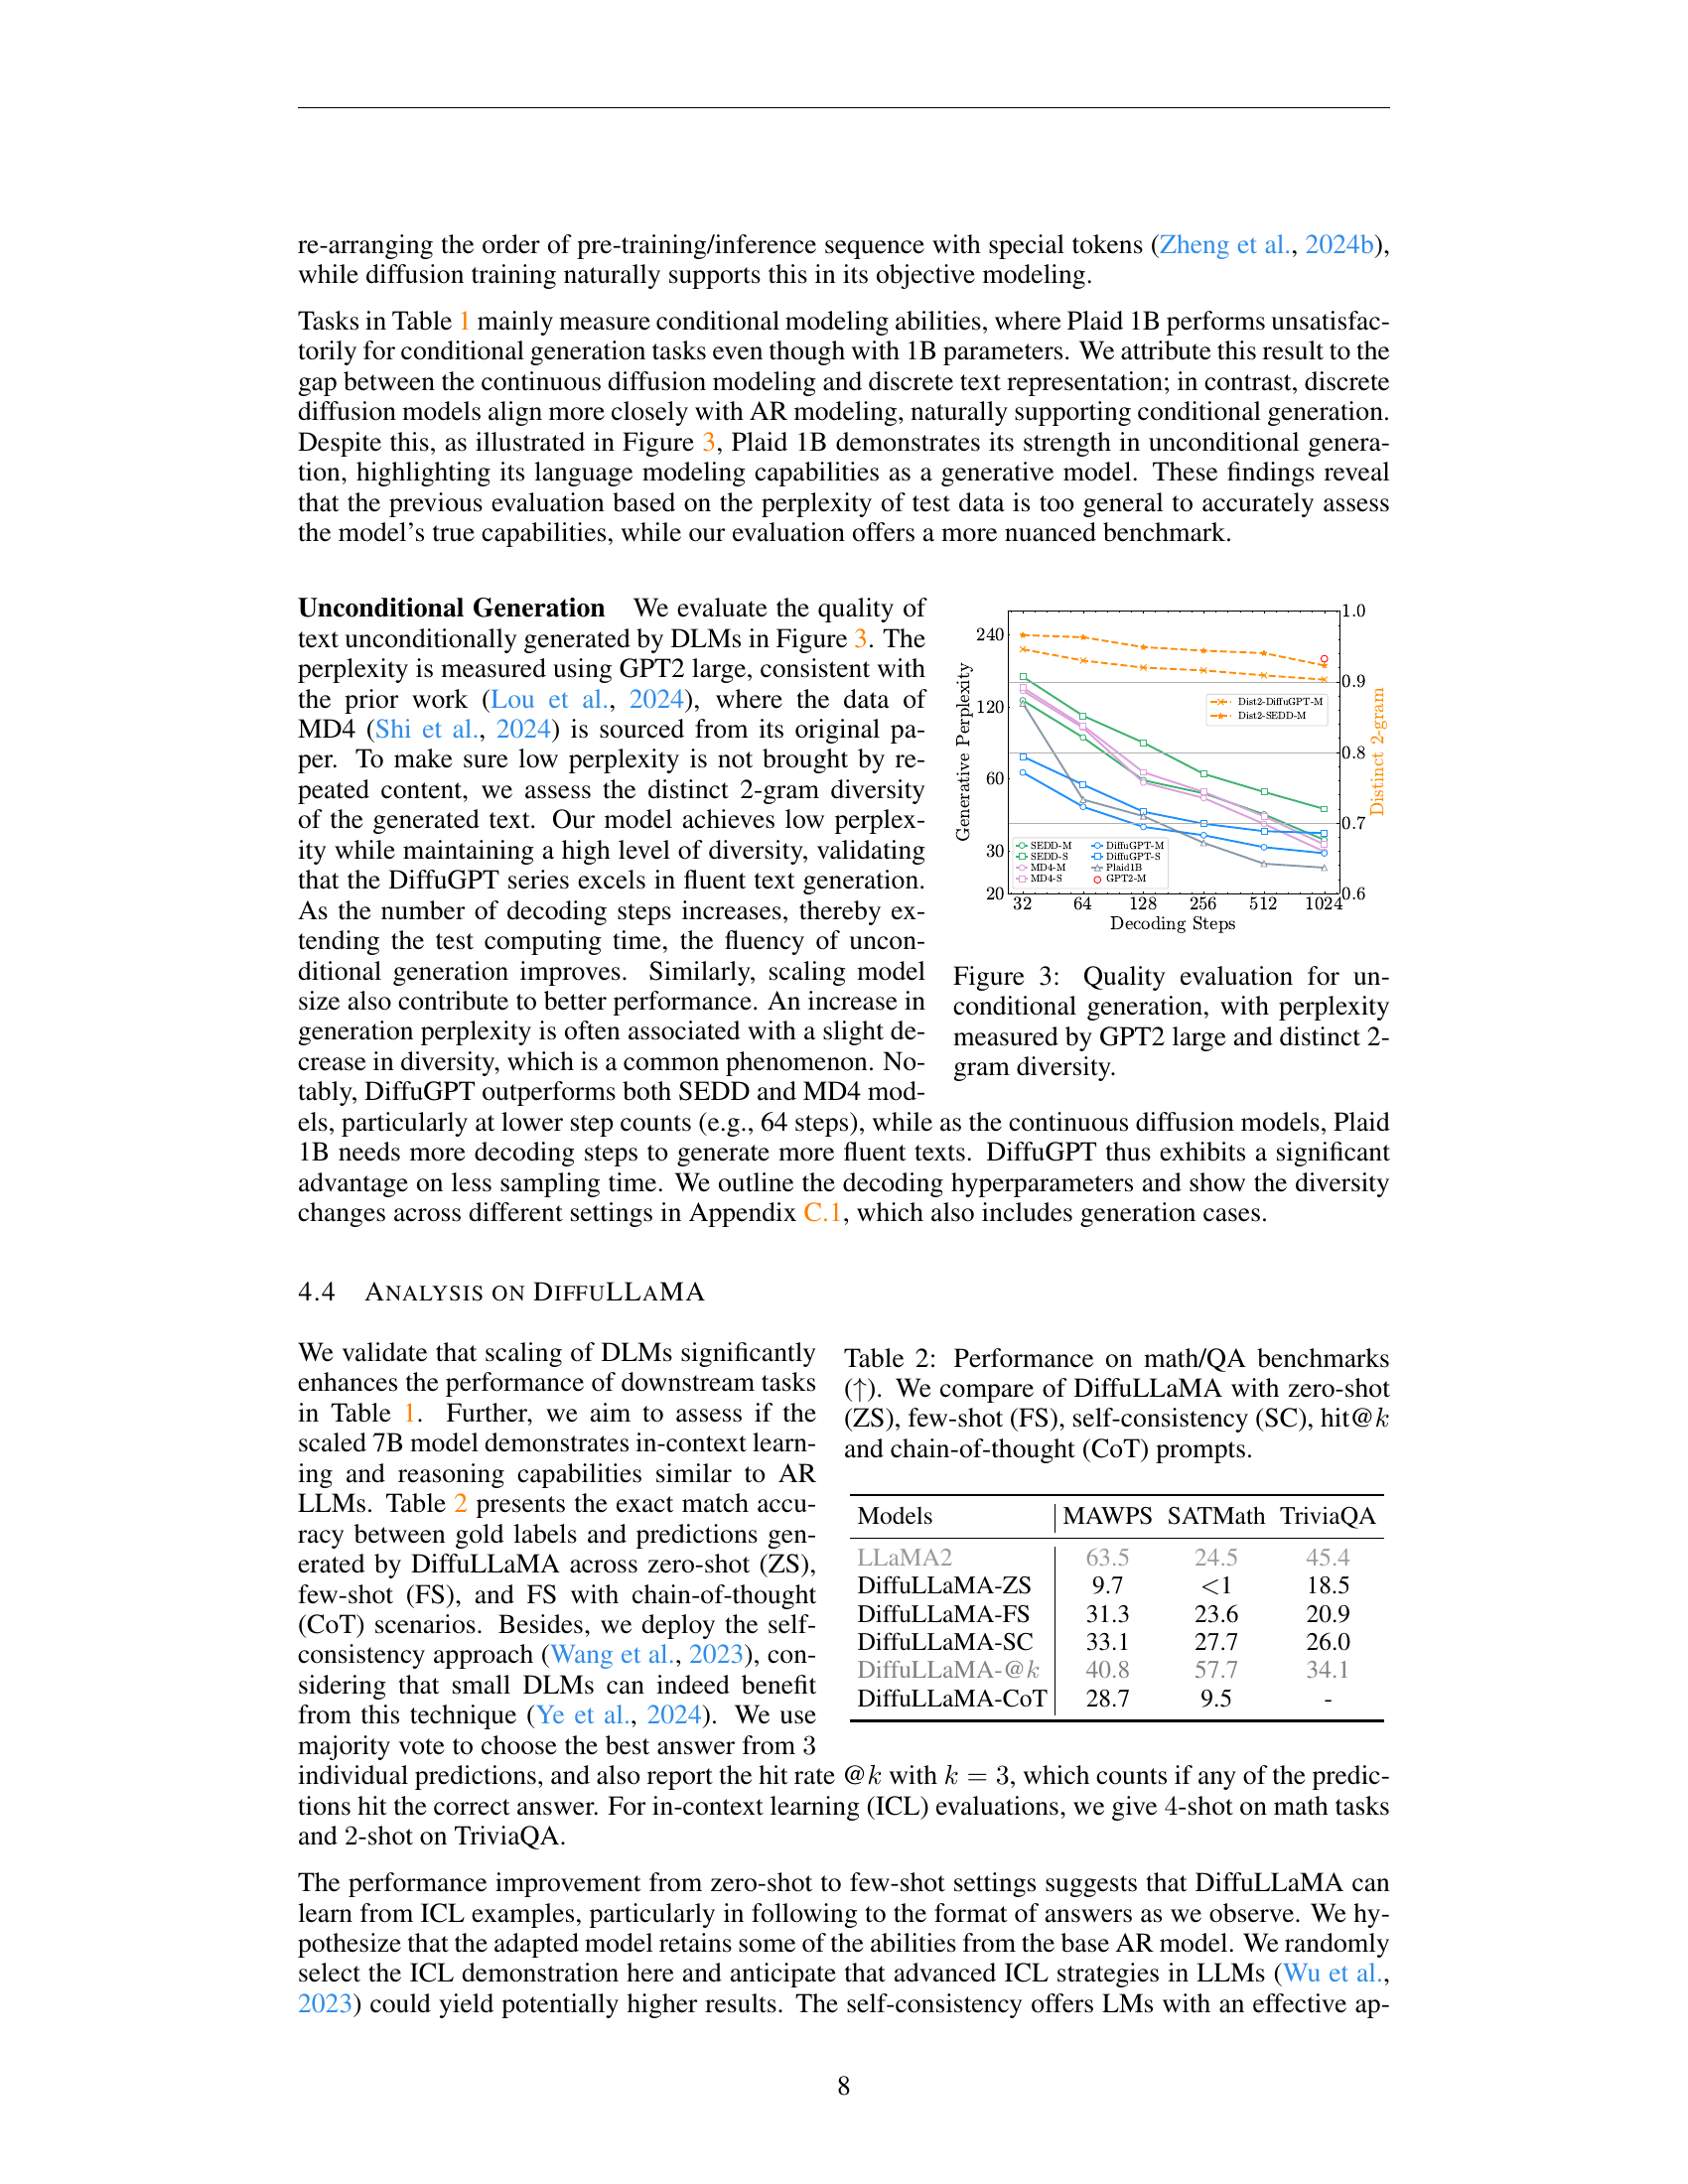 re-arranging the order of pre-training/inference sequence with special tokens (Zheng et al., 2024b),
while diffusion training naturally supports this in its objective modeling.
Tasks in Table 1 mainly measure conditional modeling abilities, where Plaid 1B performs unsatisfac-
torily for conditional generation tasks even though with 1B parameters. We attribute this result to the
gap between the continuous diffusion modeling and discrete text representation; in contrast, discrete
diffusion models align more closely with AR modeling, naturally supporting conditional generation.
Despite this, as illustrated in Figure 3, Plaid 1B demonstrates its strength in unconditional genera-
tion, highlighting its language modeling capabilities as a generative model. These findings reveal
that the previous evaluation based on the perplexity of test data is too general to accurately assess
the model's true capabilities, while our evaluation offers a more nuanced benchmark.
Unconditional Generation We evaluate the quality of
text unconditionally generated by DLMs in Figure 3. The
perplexity is measured using GPT2 large, consistent with
the prior work (Lou et al., 2024), where the data of
MD4 (Shi et al., 2024) is sourced from its original pa-
per. To make sure low perplexity is not brought by re-
peated content, we assess the distinct 2-gram diversity
of the generated text. Our model achieves low perplex-
ity while maintaining a high level of diversity, validating
that the DiffuGPT series excels in fluent text generation.
As the number of decoding steps increases, thereby ex-
tending the test computing time, the fluency of uncon-
ditional generation improves. Similarly, scaling model
size also contribute to better performance. An increase in
generation perplexity is often associated with a slight de-
crease in diversity, which is a common phenomenon. No-
tably, DiffuGPT outperforms both SEDD and MD4 mod-
els, particularly at lower step counts (e.g., 64 steps), while as the continuous diffusion models, Plaid
1B needs more decoding steps to generate more fluent texts. DiffuGPT thus exhibits a significant
advantage on less sampling time. We outline the decoding hyperparameters and show the diversity
changes across different settings in Appendix C.1, which also includes generation cases.
Generative Perplexity
240
120
60
30
20
1.0
0.9
0.8
0.7
0.6
Distinct 2-gram
Dist2-DiffuGPT-M
Dist2-SEDD-M
SEDD-M DiffuGPT-M
SEDD-S DiffuGPT-S
MD4-M Plaid1B
MD4-S GPT2-M
32 64 128 256 512 1024
Decoding Steps
Figure 3: Quality evaluation for un-
conditional generation, with perplexity
measured by GPT2 large and distinct 2-
gram diversity.
4.4 ANALYSIS ON DIFFULLAMA
We validate that scaling of DLMs significantly
enhances the performance of downstream tasks
in Table 1. Further, we aim to assess if the
scaled 7B model demonstrates in-context learn-
ing and reasoning capabilities similar to AR
LLMs. Table 2 presents the exact match accu-
racy between gold labels and predictions gen-
erated by DiffuLLaMA across zero-shot (ZS),
few-shot (FS), and FS with chain-of-thought
(CoT) scenarios. Besides, we deploy the self-
consistency approach (Wang et al., 2023), con-
sidering that small DLMs can indeed benefit
from this technique (Ye et al., 2024). We use
majority vote to choose the best answer from 3
individual predictions, and also report the hit rate @k with k = 3, which counts if any of the predic-
tions hit the correct answer. For in-context learning (ICL) evaluations, we give 4-shot on math tasks
and 2-shot on TriviaQA.
Table 2: Performance on math/QA benchmarks
(↑). We compare of DiffuLLaMA with zero-shot
(ZS), few-shot (FS), self-consistency (SC), hit@k
and chain-of-thought (CoT) prompts.
Models MAWPS SATMath TriviaQA
LLaMA2 63.5 24.5 45.4
DiffuLLaMA-ZS 9.7 <1 18.5
DiffuLLaMA-FS 31.3 23.6 20.9
DiffuLLaMA-SC 33.1 27.7 26.0
DiffuLLaMA-@k 40.8 57.7 34.1
DiffuLLaMA-CoT 28.7 9.5 -
The performance improvement from zero-shot to few-shot settings suggests that DiffuLLaMA can
learn from ICL examples, particularly in following to the format of answers as we observe. We hy-
pothesize that the adapted model retains some of the abilities from the base AR model. We randomly
select the ICL demonstration here and anticipate that advanced ICL strategies in LLMs (Wu et al.,
2023) could yield potentially higher results. The self-consistency offers LMs with an effective ap-
8